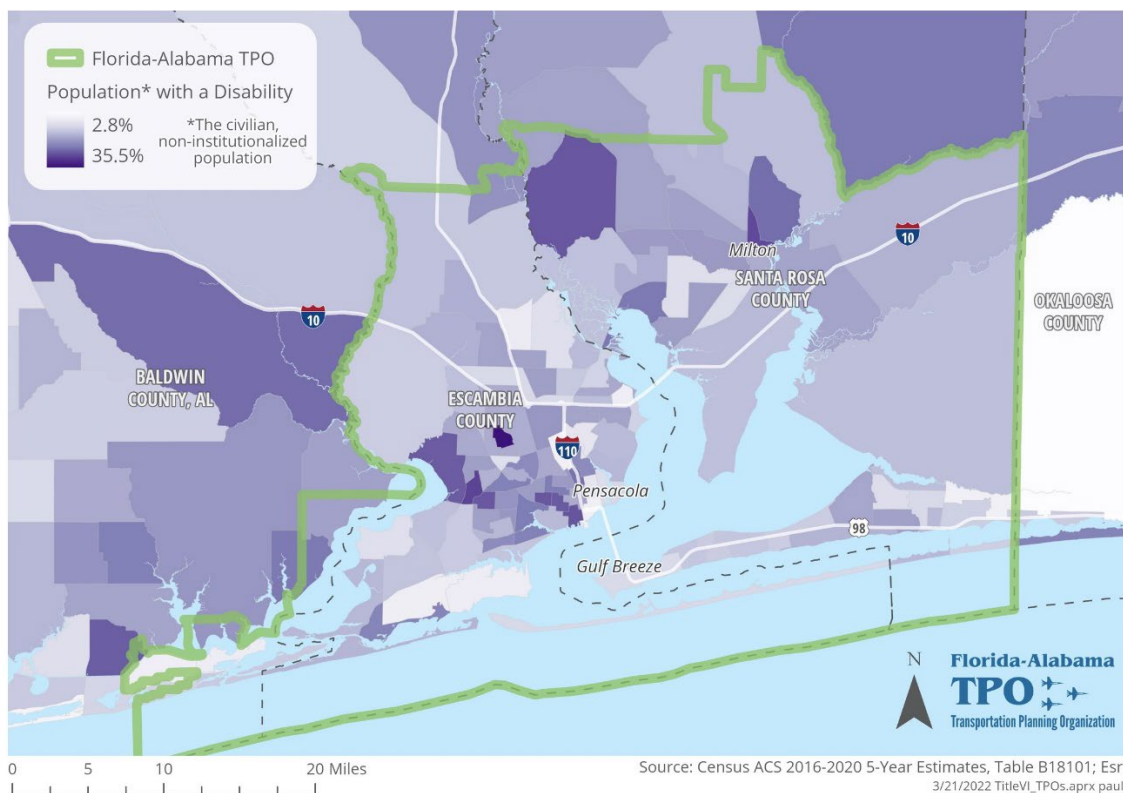 Florida-Alabama TPO
Population* with a Disability
2.8%
35.5%
*The civilian,
non-institutionalized
population
Milton
10
SANTA ROSA
COUNTY
OKALOOSA
COUNTY
10
BALDWIN
COUNTY, AL
ESCAMBIA
COUNTY
110
Pensacola
98
Gulf Breeze
N
Florida-Alabama
TPO
Transportation Planning Organization
0 5 10 20 Miles
Source: Census ACS 2016-2020 5-Year Estimates, Table B18101; Esr
3/21/2022 TitleVI_TPOs.aprx paul